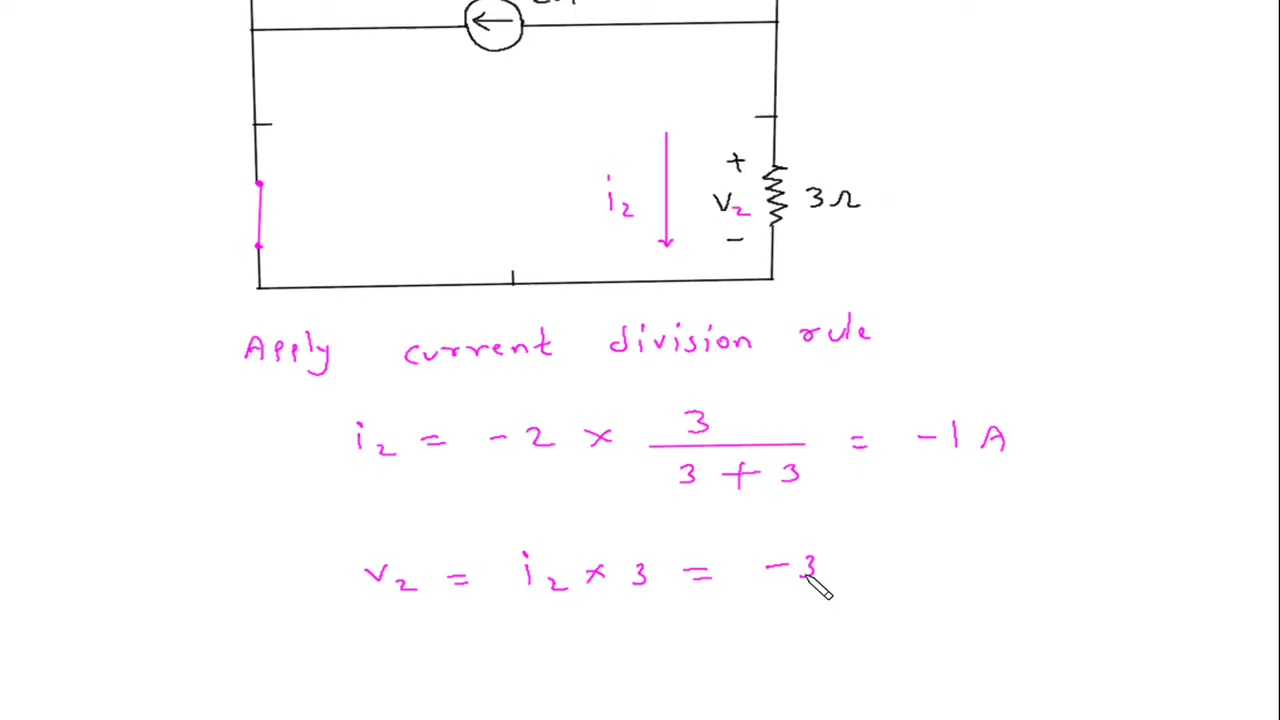 i₂
+
v₂
-
3Ω
Apply current division rule
i₂ = -2 × 3 / (3 + 3) = -1 A
v₂ = i₂ × 3 = -3